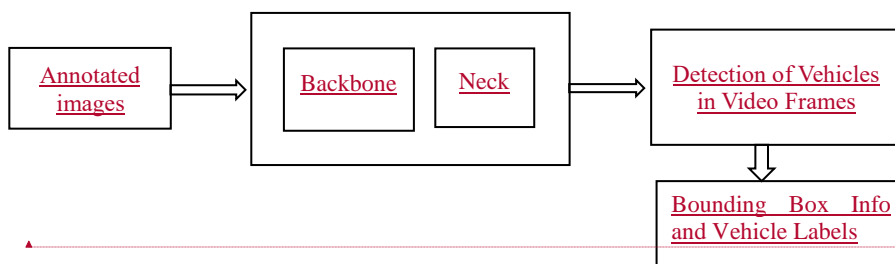 Annotated
images
Backbone
Neck
Detection of Vehicles
in Video Frames
Bounding Box Info
and Vehicle Labels